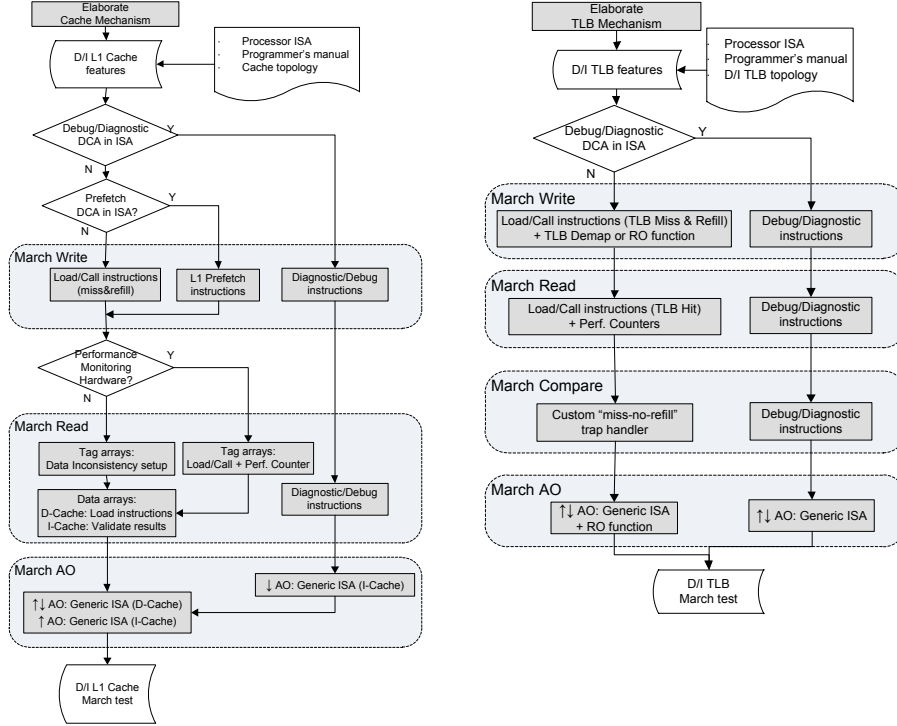 Elaborate
Cache Mechanism
D/I L1 Cache
features
· Processor ISA
· Programmer's manual
· Cache topology
Debug/Diagnostic
DCA in ISA
Y
N
Prefetch
DCA in ISA?
Y
N
March Write
Load/Call instructions
(miss&refill)
L1 Prefetch
instructions
Diagnostic/Debug
instructions
Performance
Monitoring
Hardware?
Y
N
March Read
Tag arrays:
Data Inconsistency setup
Tag arrays:
Load/Call + Perf. Counter
Data arrays:
D-Cache: Load instructions
I-Cache: Validate results
Diagnostic/Debug
instructions
March AO
↓ AO: Generic ISA (I-Cache)
↑↓ AO: Generic ISA (D-Cache)
↑ AO: Generic ISA (I-Cache)
D/I L1 Cache
March test
Elaborate
TLB Mechanism
D/I TLB features
· Processor ISA
· Programmer's manual
· D/I TLB topology
Debug/Diagnostic
DCA in ISA
Y
N
March Write
Load/Call instructions (TLB Miss & Refill)
+ TLB Demap or RO function
Debug/Diagnostic
instructions
March Read
Load/Call instructions (TLB Hit)
+ Perf. Counters
Debug/Diagnostic
instructions
March Compare
Custom "miss-no-refill"
trap handler
Debug/Diagnostic
instructions
March AO
↑↓ AO: Generic ISA
+ RO function
↑↓ AO: Generic ISA
D/I TLB
March test